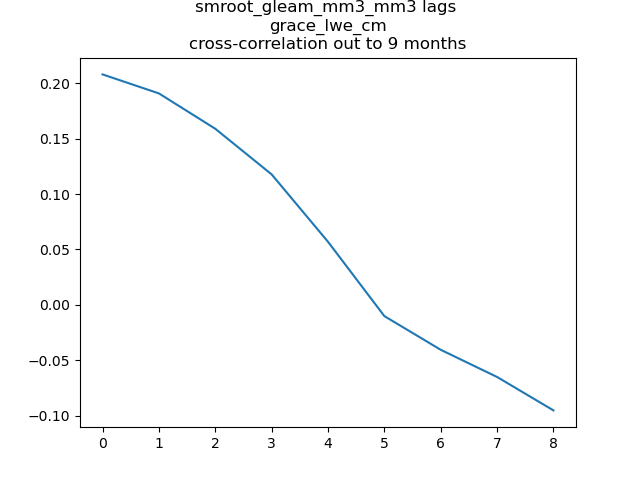 smroot_gleam_mm3_mm3 lags
grace_lwe_cm
cross-correlation out to 9 months
0.20
0.15
0.10
0.05
0.00
−0.05
−0.10
0 1 2 3 4 5 6 7 8